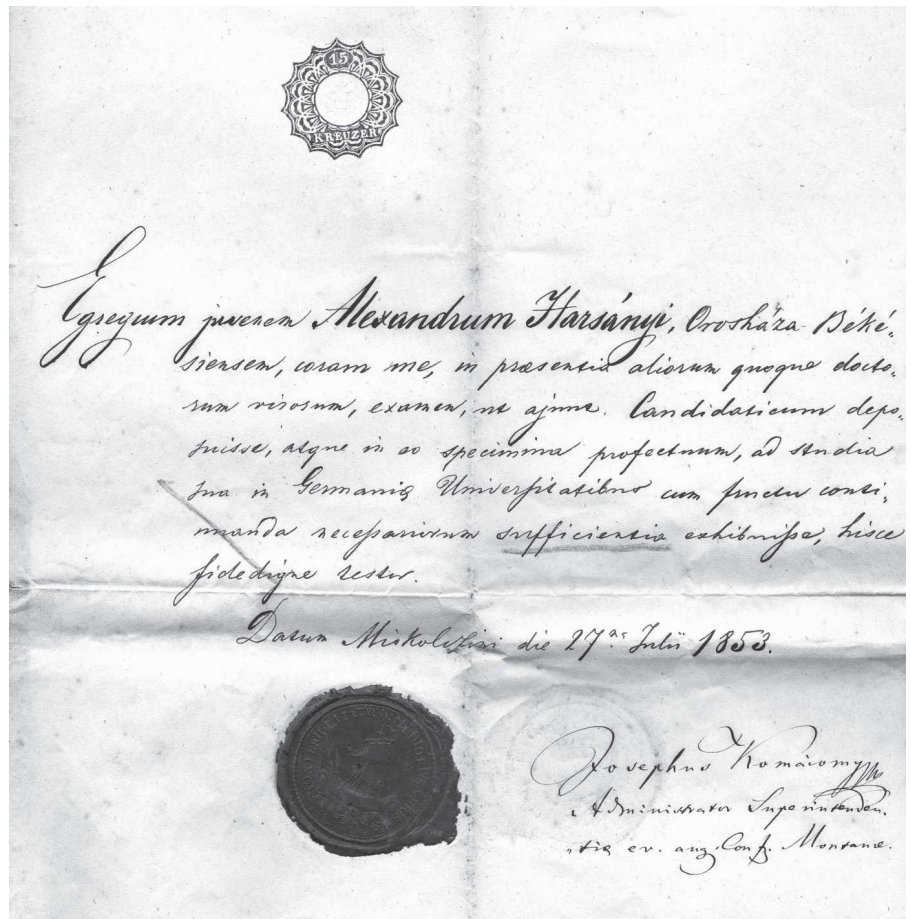 15
KREUZER
Egregium juvenem Alexandrum Harsányi, Orosháza Béké-
siensem, coram me, in præsentia aliorum quoque docto-
rum virorum, examen, ut ajunt. Candidaticum depo-
suisse, atque in eo specimina profectuum, ad studia
sua in Germaniæ Universitatibus cum fructu conti-
nuanda necessariorum sufficientia exhibuisse, hisce
fidedigne testor.
Datum Miskolczini die 27ª Julii 1853.
Josephus Komáromy
Administrator Superintenden-
tiæ ev. aug. Conf. Montanæ.